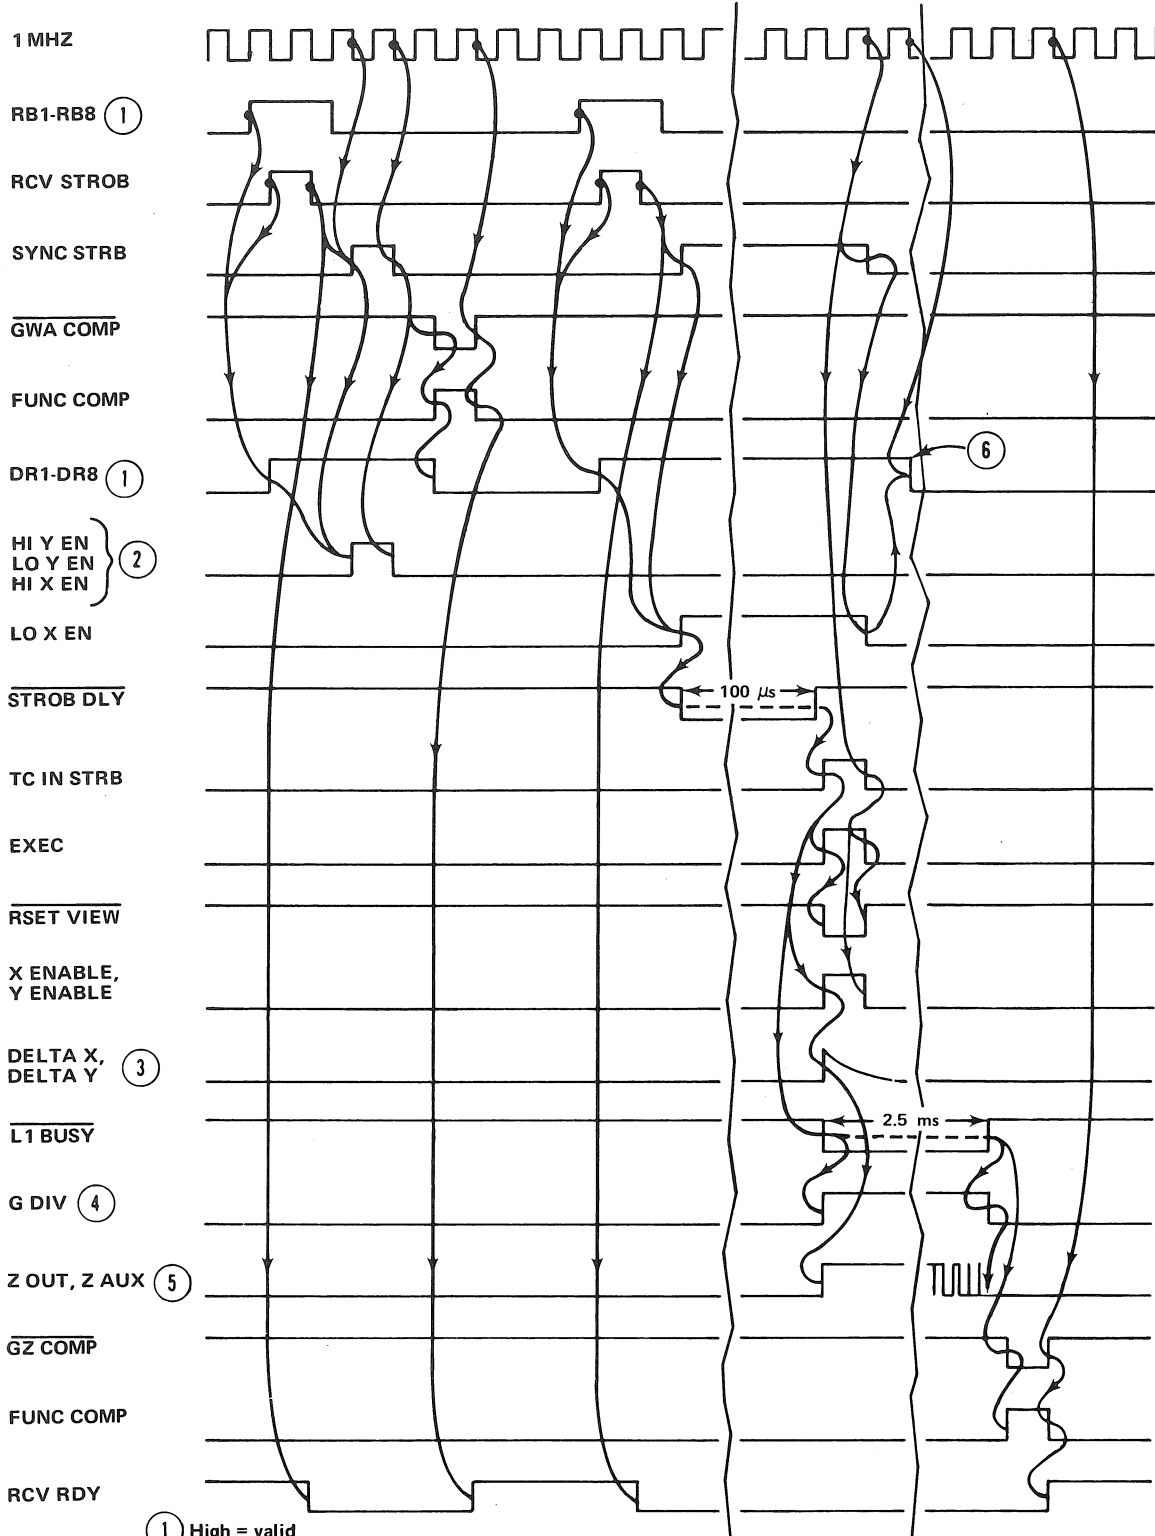 1 MHZ
RB1-RB8 1
RCV STROB
SYNC STRB
GWA COMP
FUNC COMP
DR1-DR8 1
6
HI Y EN
LO Y EN
HI X EN
2
LO X EN
STROB DLY
100 μs
TC IN STRB
EXEC
RSET VIEW
X ENABLE,
Y ENABLE
DELTA X,
DELTA Y
3
L1 BUSY
2.5 ms
G DIV 4
Z OUT, Z AUX 5
GZ COMP
FUNC COMP
RCV RDY
1 High = valid